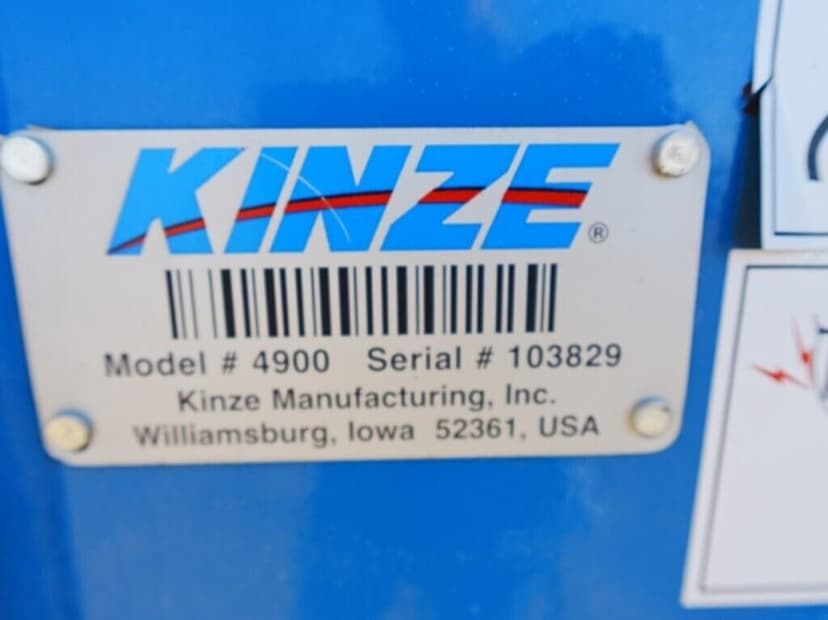 KINZE®
Model # 4900 Serial # 103829
Kinze Manufacturing, Inc.
Williamsburg, Iowa 52361, USA